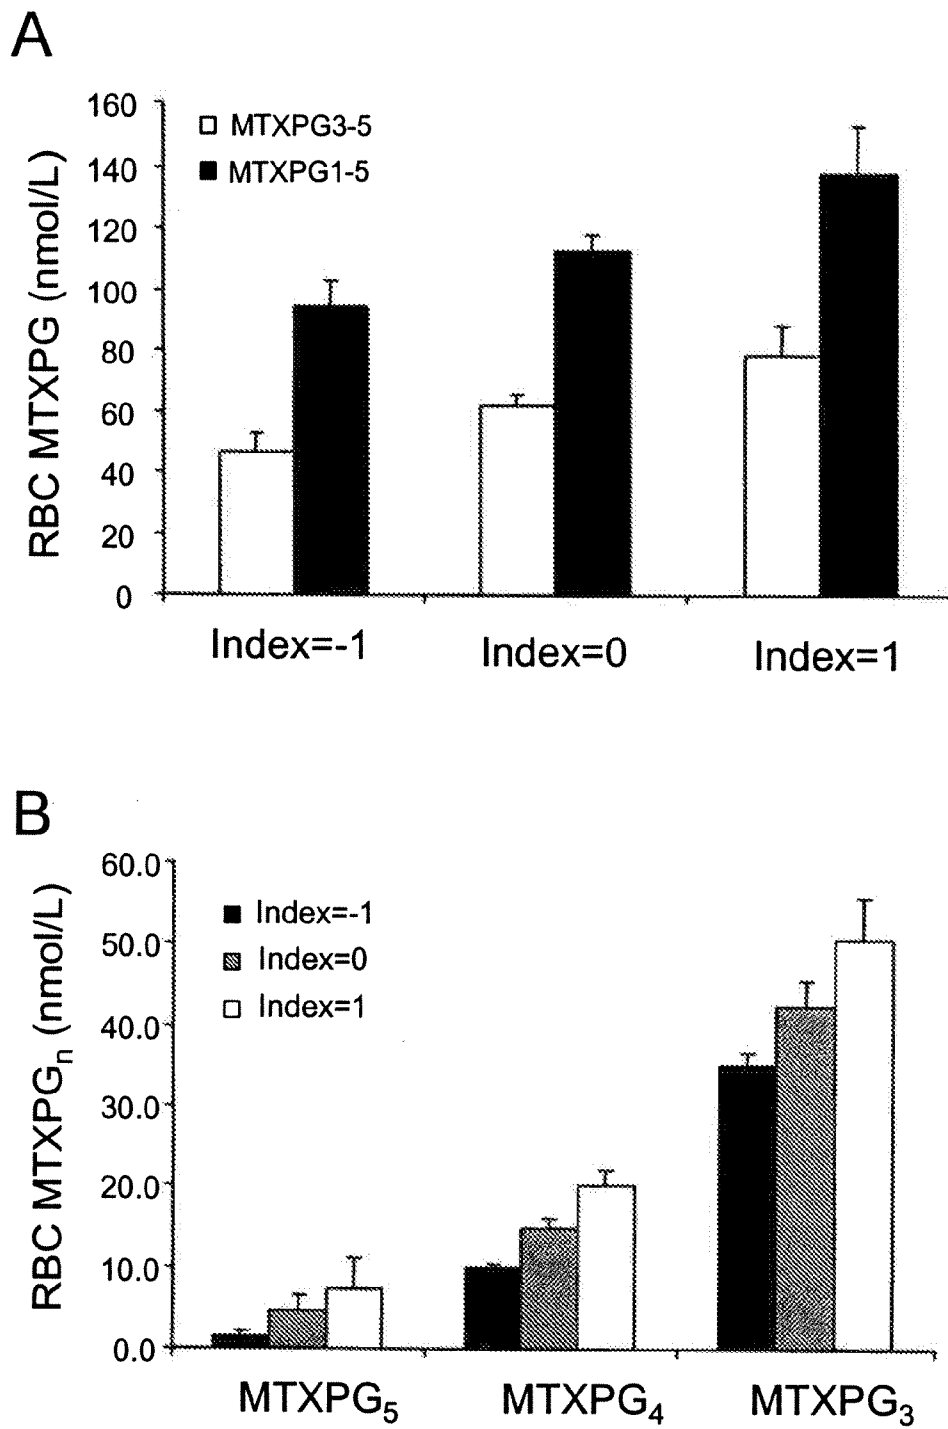 A
160
140
120
100
80
60
40
20
0
RBC MTXPG (nmol/L)
MTXPG3-5
MTXPG1-5
Index=-1
Index=0
Index=1
B
60.0
50.0
40.0
30.0
20.0
10.0
0.0
RBC MTXPGn (nmol/L)
Index=-1
Index=0
Index=1
MTXPG5
MTXPG4
MTXPG3